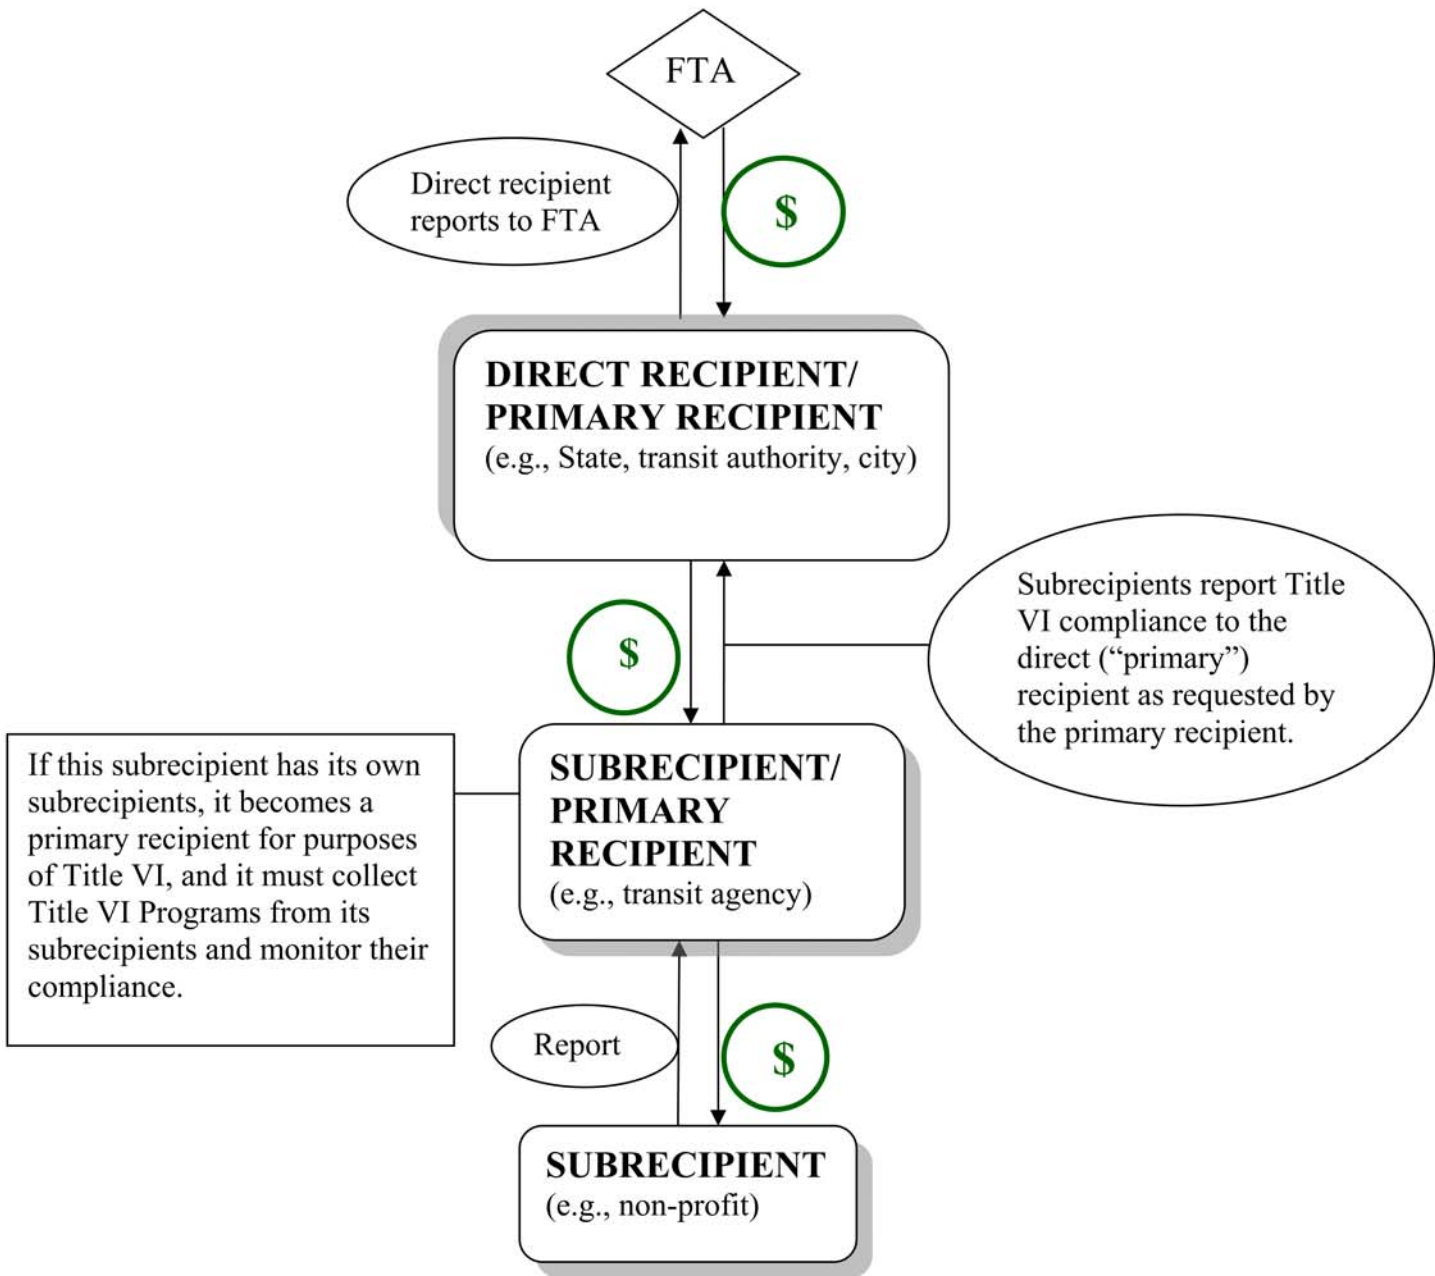 FTA
Direct recipient
reports to FTA
$
DIRECT RECIPIENT/
PRIMARY RECIPIENT
(e.g., State, transit authority, city)
$
Subrecipients report Title
VI compliance to the
direct (“primary”)
recipient as requested by
the primary recipient.
If this subrecipient has its own
subrecipients, it becomes a
primary recipient for purposes
of Title VI, and it must collect
Title VI Programs from its
subrecipients and monitor their
compliance.
SUBRECIPIENT/
PRIMARY
RECIPIENT
(e.g., transit agency)
Report
$
SUBRECIPIENT
(e.g., non-profit)